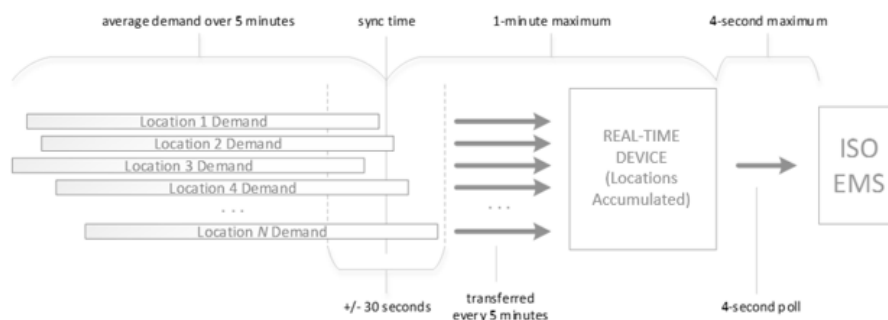 average demand over 5 minutes
sync time
1-minute maximum
4-second maximum
Location 1 Demand
Location 2 Demand
Location 3 Demand
Location 4 Demand
. . .
Location N Demand
. . .
REAL-TIME
DEVICE
(Locations
Accumulated)
ISO
EMS
+/- 30 seconds
transferred
every 5 minutes
4-second poll